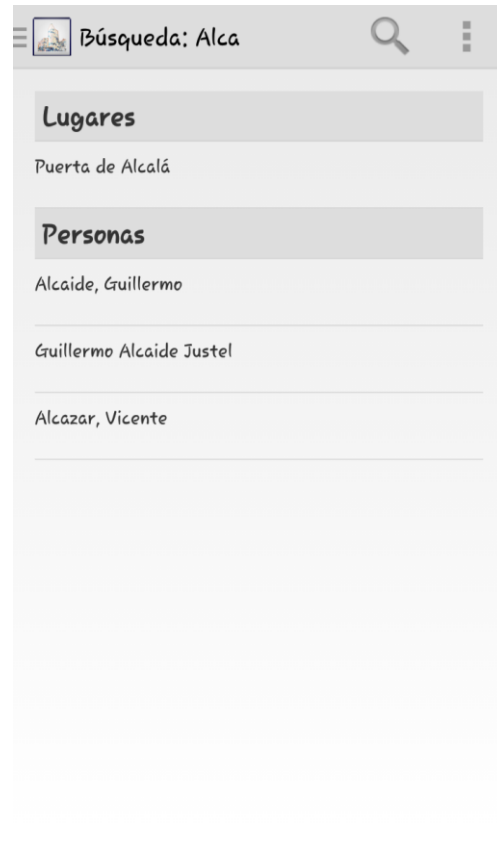 Búsqueda: Alca
Lugares
Puerta de Alcalá
Personas
Alcaide, Guillermo
Guillermo Alcaide Justel
Alcazar, Vicente